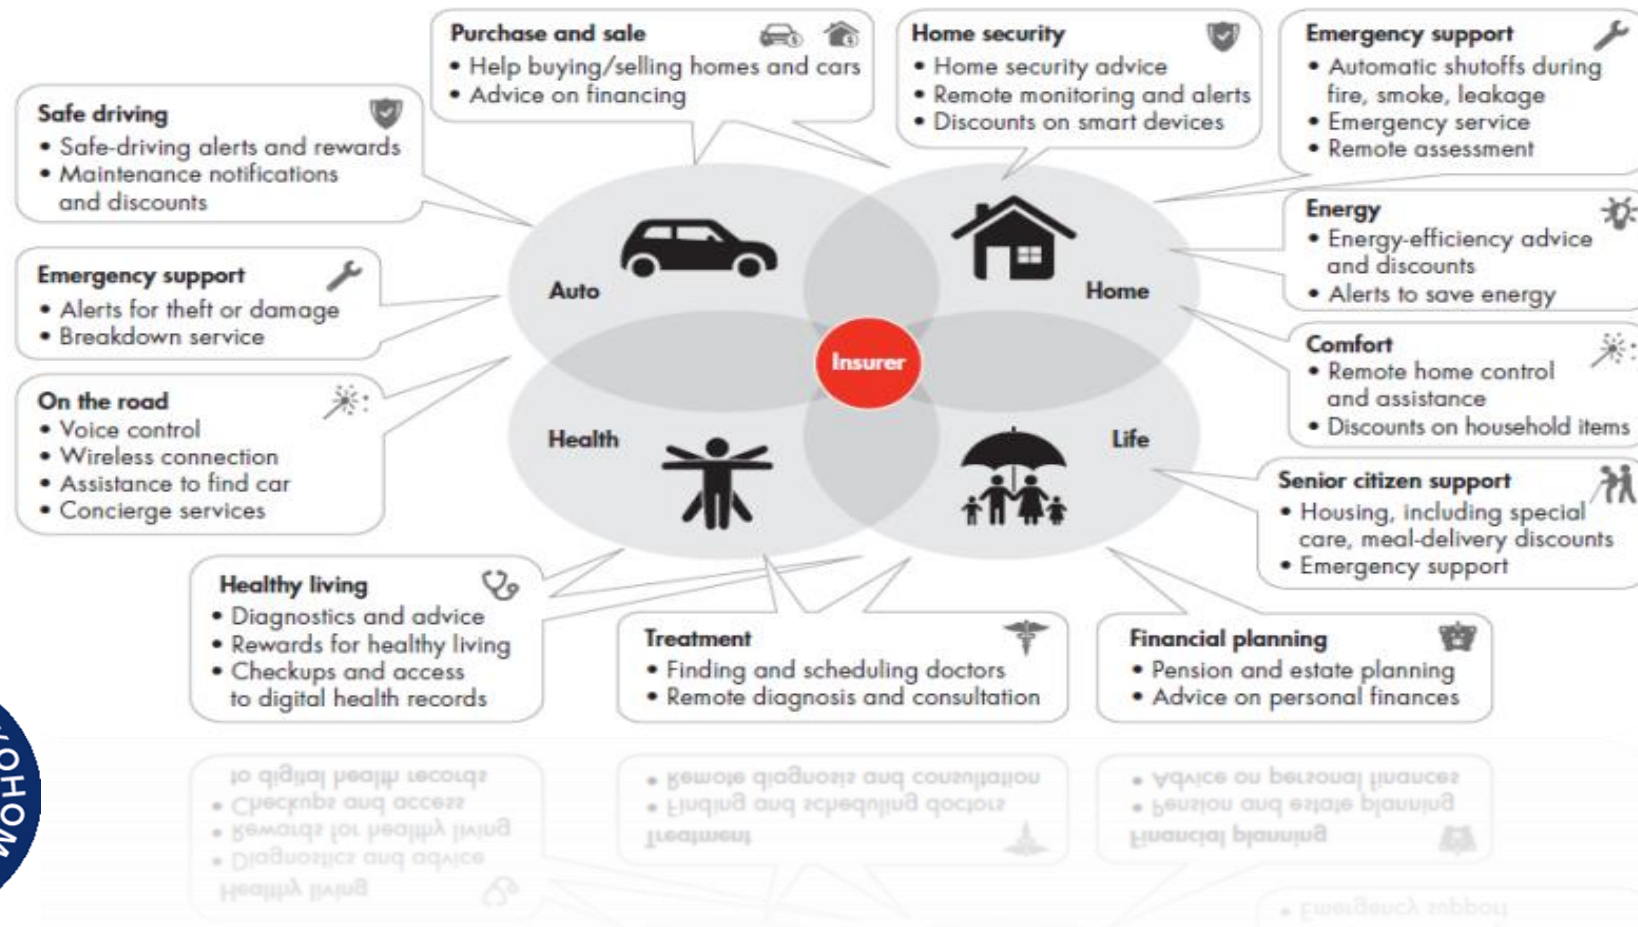 Purchase and sale
• Help buying/selling homes and cars
• Advice on financing
Home security
• Home security advice
• Remote monitoring and alerts
• Discounts on smart devices
Emergency support
• Automatic shutoffs during
fire, smoke, leakage
• Emergency service
• Remote assessment
Safe driving
• Safe-driving alerts and rewards
• Maintenance notifications
and discounts
Energy
• Energy-efficiency advice
and discounts
• Alerts to save energy
Emergency support
• Alerts for theft or damage
• Breakdown service
Auto
Home
Insurer
Comfort
• Remote home control
and assistance
• Discounts on household items
On the road
• Voice control
• Wireless connection
• Assistance to find car
• Concierge services
Health
Life
Senior citizen support
• Housing, including special
care, meal-delivery discounts
• Emergency support
Healthy living
• Diagnostics and advice
• Rewards for healthy living
• Checkups and access
to digital health records
Treatment
• Finding and scheduling doctors
• Remote diagnosis and consultation
Financial planning
• Pension and estate planning
• Advice on personal finances